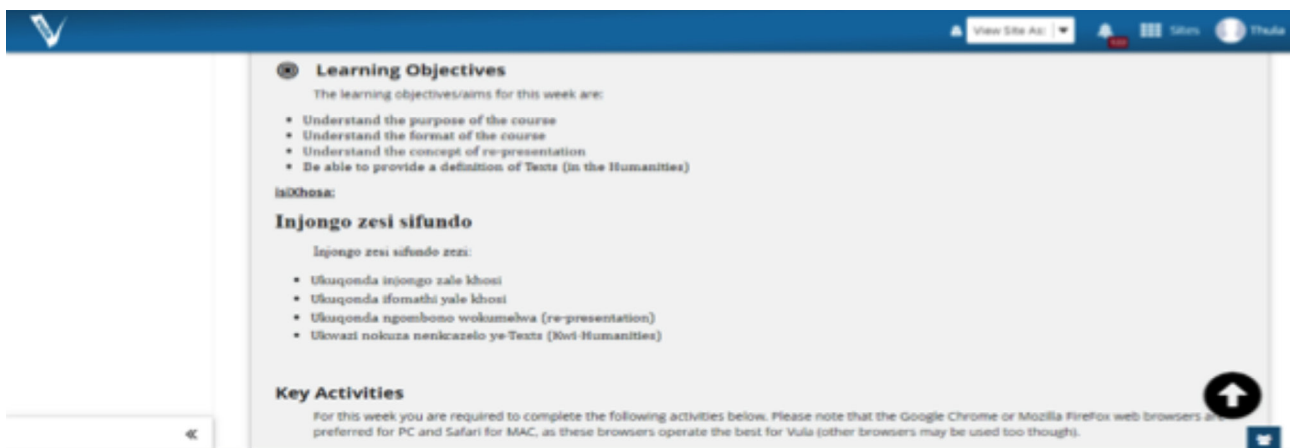 View Site As:
Sites
Thula
Learning Objectives
The learning objectives/aims for this week are:
• Understand the purpose of the course
• Understand the format of the course
• Understand the concept of re-presentation
• Be able to provide a definition of Texts (in the Humanities)
isiXhosa:
Injongo zesi sifundo
Injongo zesi sifundo zezi:
• Ukuqonda injongo zale khosi
• Ukuqonda ifomathi yale khosi
• Ukuqonda ngombono wokumelwa (re-presentation)
• Ukwazi nokuza nenkcazelo ye-Texts (Kwi-Humanities)
Key Activities
For this week you are required to complete the following activities below. Please note that the Google Chrome or Mozilla FireFox web browsers
preferred for PC and Safari for MAC, as these browsers operate the best for Vula (other browsers may be used too though).